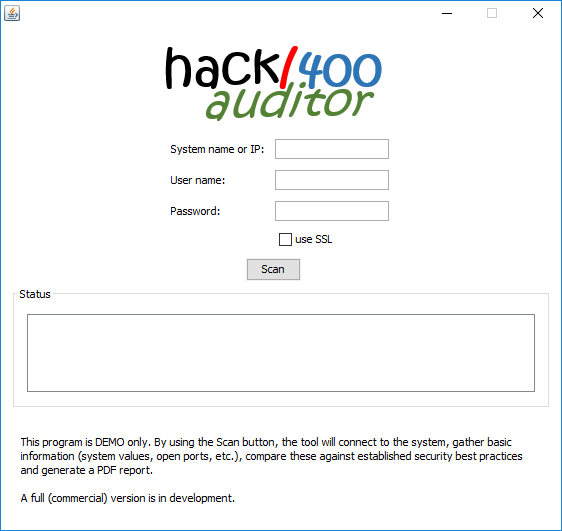 hack/400
auditor
System name or IP:
User name:
Password:
use SSL
Scan
Status
This program is DEMO only. By using the Scan button, the tool will connect to the system, gather basic
information (system values, open ports, etc.), compare these against established security best practices
and generate a PDF report.
A full (commercial) version is in development.